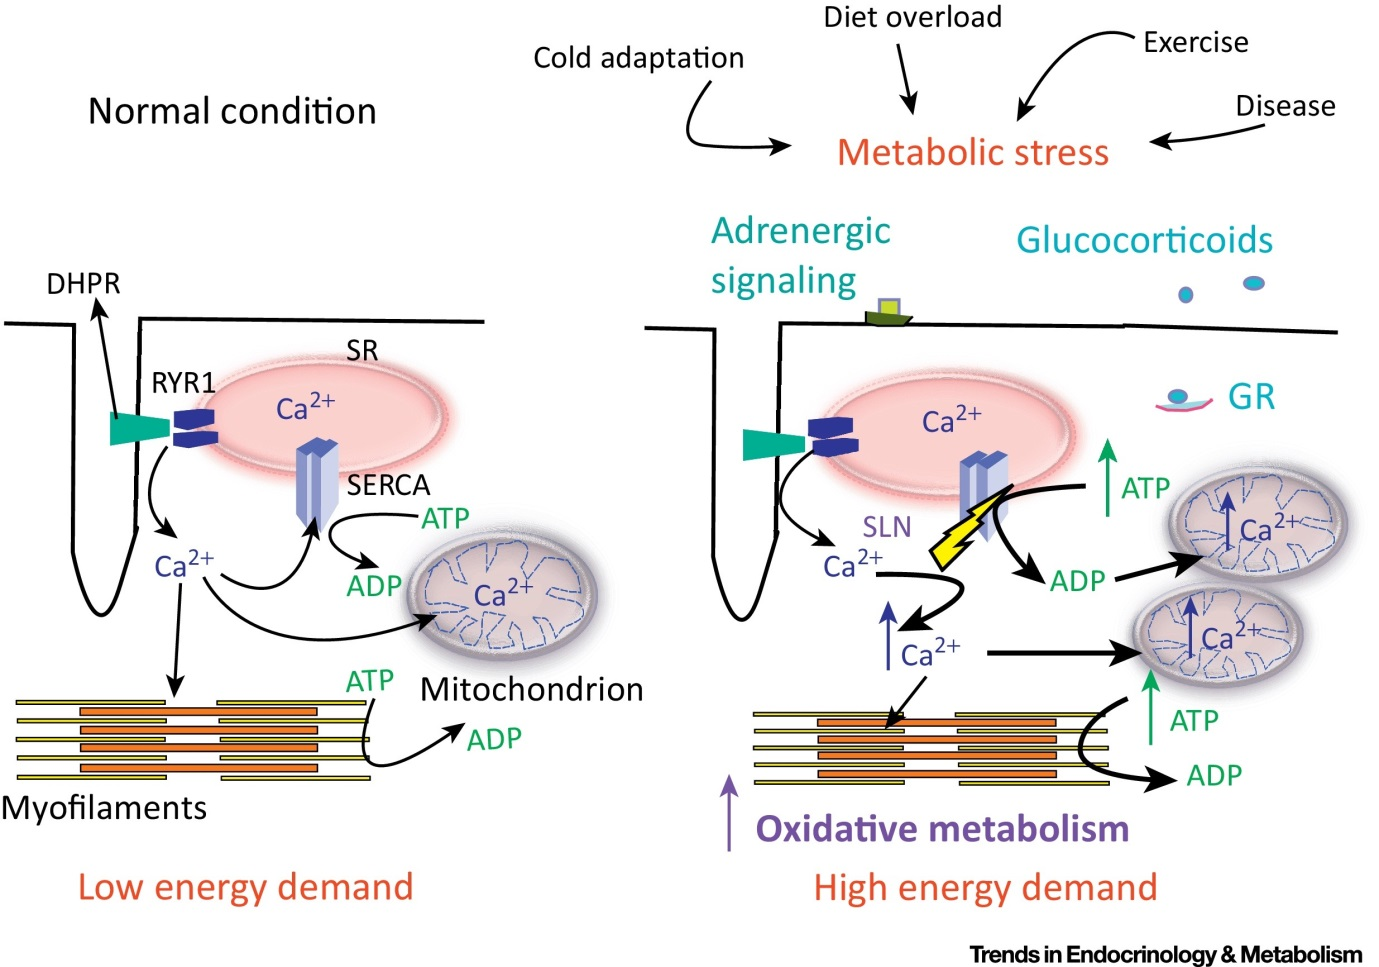 Normal condition
DHPR
RYR1
SR
Ca2+
SERCA
ATP
ADP
Ca2+
Ca2+
Mitochondrion
ATP
ADP
Myofilaments
Low energy demand
Cold adaptation
Diet overload
Exercise
Disease
Metabolic stress
Adrenergic
signaling
Glucocorticoids
GR
Ca2+
SLN
ATP
ADP
Ca2+
Ca2+
Ca2+
Ca2+
ATP
ADP
Oxidative metabolism
High energy demand
Trends in Endocrinology & Metabolism